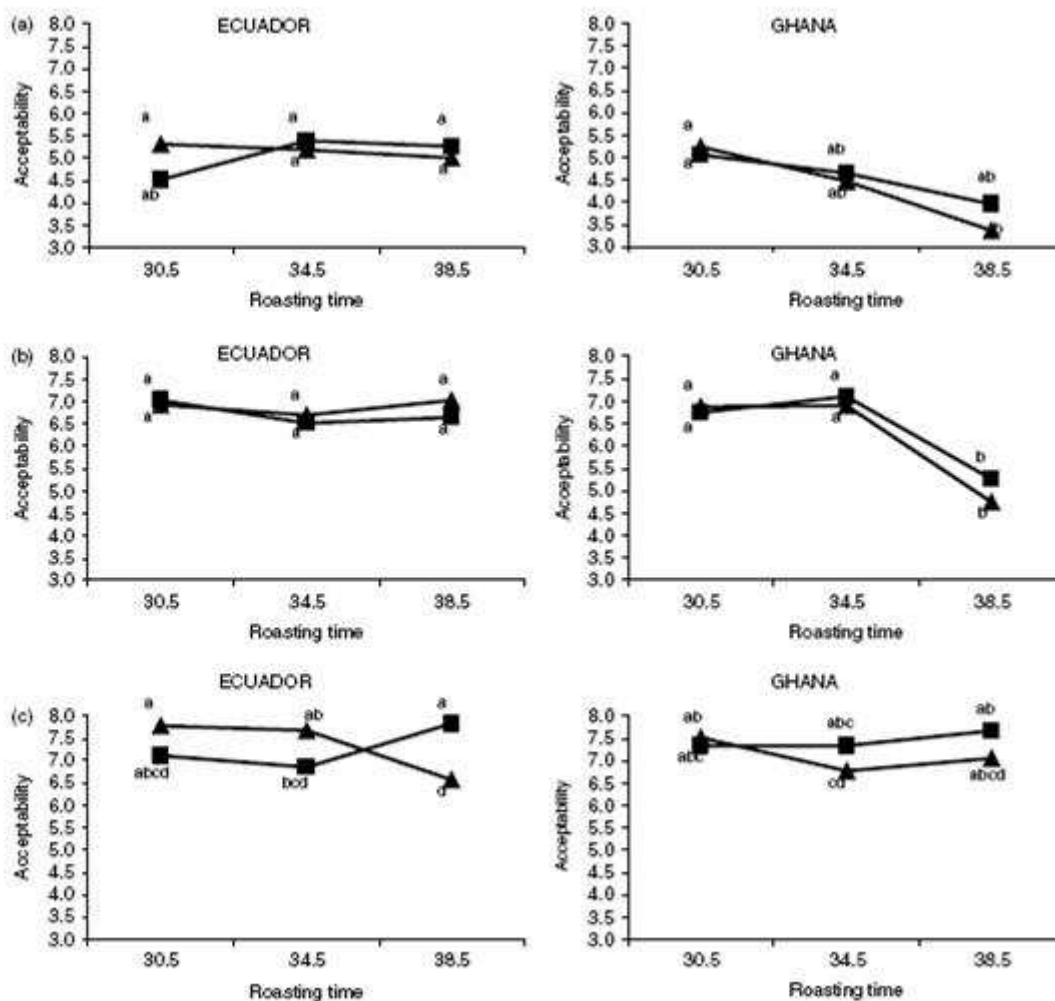 (a)
ECUADOR
Acceptability
8.0
7.5
7.0
6.5
6.0
5.5
5.0
4.5
4.0
3.5
3.0
a a a
ab a a
30.5 34.5 38.5
Roasting time
GHANA
Acceptability
8.0
7.5
7.0
6.5
6.0
5.5
5.0
4.5
4.0
3.5
3.0
a ab ab
a ab b
30.5 34.5 38.5
Roasting time
(b)
ECUADOR
Acceptability
8.0
7.5
7.0
6.5
6.0
5.5
5.0
4.5
4.0
3.5
3.0
a a a
a a a
30.5 34.5 38.5
Roasting time
GHANA
Acceptability
8.0
7.5
7.0
6.5
6.0
5.5
5.0
4.5
4.0
3.5
3.0
a a b
a a b
30.5 34.5 38.5
Roasting time
(c)
ECUADOR
Acceptability
8.0
7.5
7.0
6.5
6.0
5.5
5.0
4.5
4.0
3.5
3.0
a ab a
abcd bcd
30.5 34.5 38.5
Roasting time
GHANA
Acceptability
8.0
7.5
7.0
6.5
6.0
5.5
5.0
4.5
4.0
3.5
3.0
ab abc ab
abc cd abcd
30.5 34.5 38.5
Roasting time